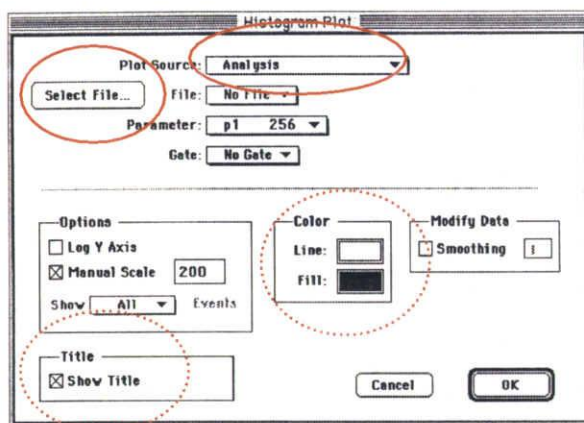 Histogram Plot
Plot Source: Analysis
Select File... File: No File
Parameter: p1 256
Gate: No Gate
Options
Log Y Axis
Manual Scale 200
Show All Events
Color
Line:
Fill:
Modify Data
Smoothing
Title
Show Title
Cancel
OK